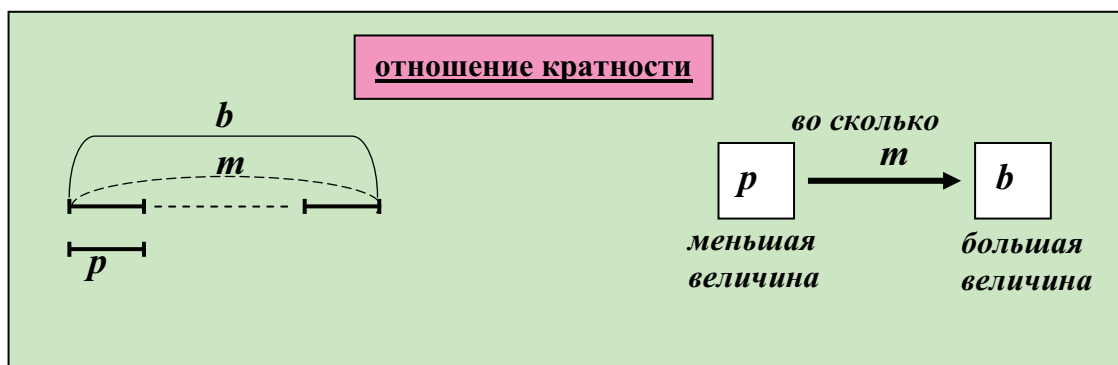 отношение кратности
b
m
p
во сколько
m
p
b
меньшая
величина
большая
величина